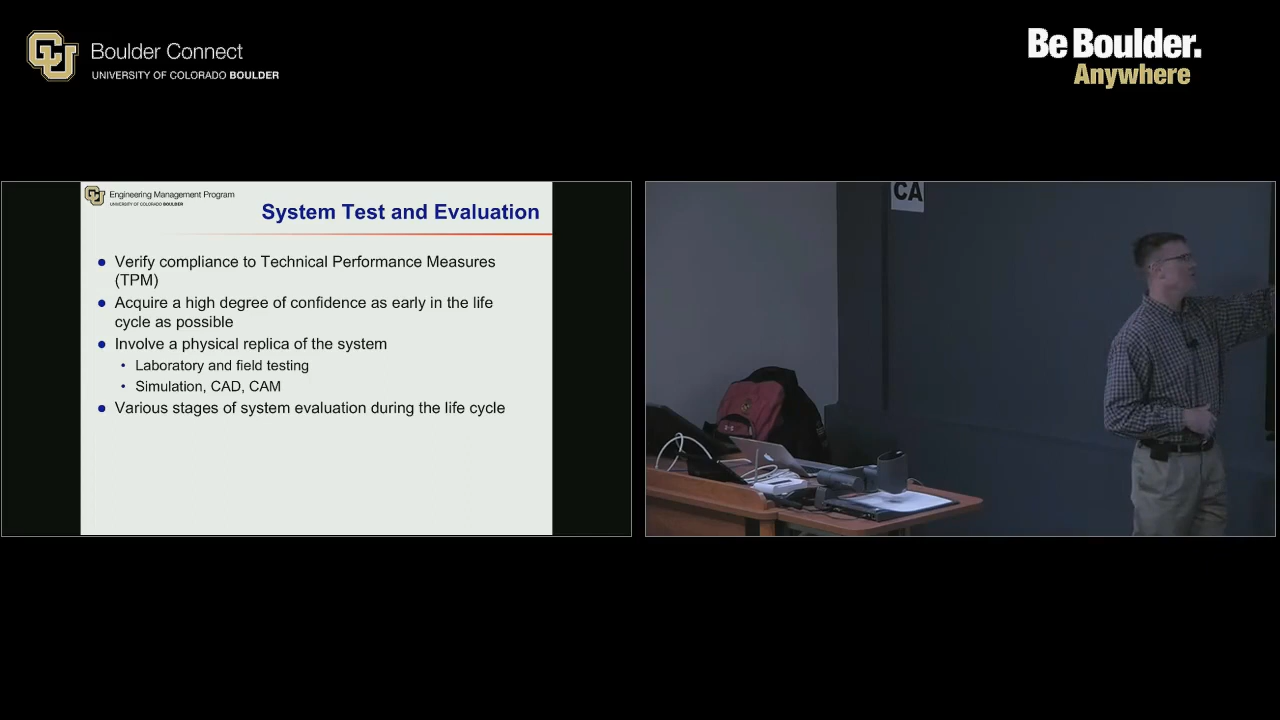 Boulder Connect
UNIVERSITY OF COLORADO BOULDER
Be Boulder.
Anywhere
Engineering Management Program
UNIVERSITY OF COLORADO BOULDER
System Test and Evaluation
Verify compliance to Technical Performance Measures
(TPM)
Acquire a high degree of confidence as early in the life
cycle as possible
Involve a physical replica of the system
Laboratory and field testing
Simulation, CAD, CAM
Various stages of system evaluation during the life cycle
CA